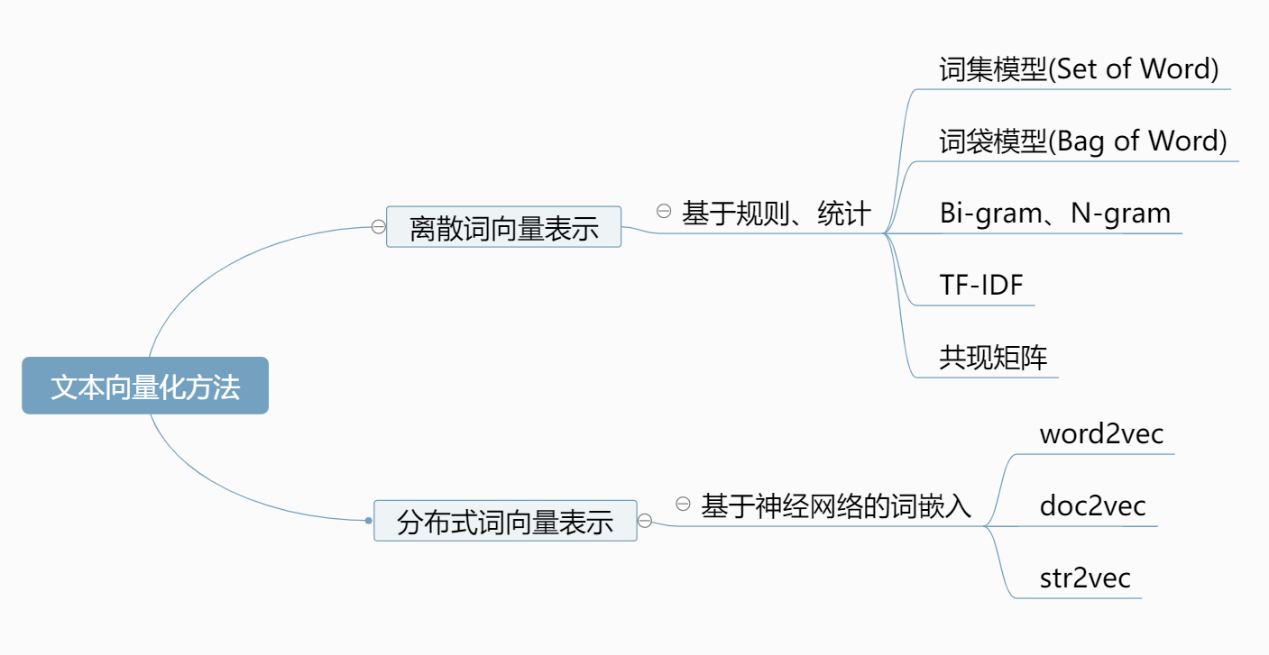 文本向量化方法
离散词向量表示
基于规则、统计
词集模型(Set of Word)
词袋模型(Bag of Word)
Bi-gram、N-gram
TF-IDF
共现矩阵
分布式词向量表示
基于神经网络的词嵌入
word2vec
doc2vec
str2vec